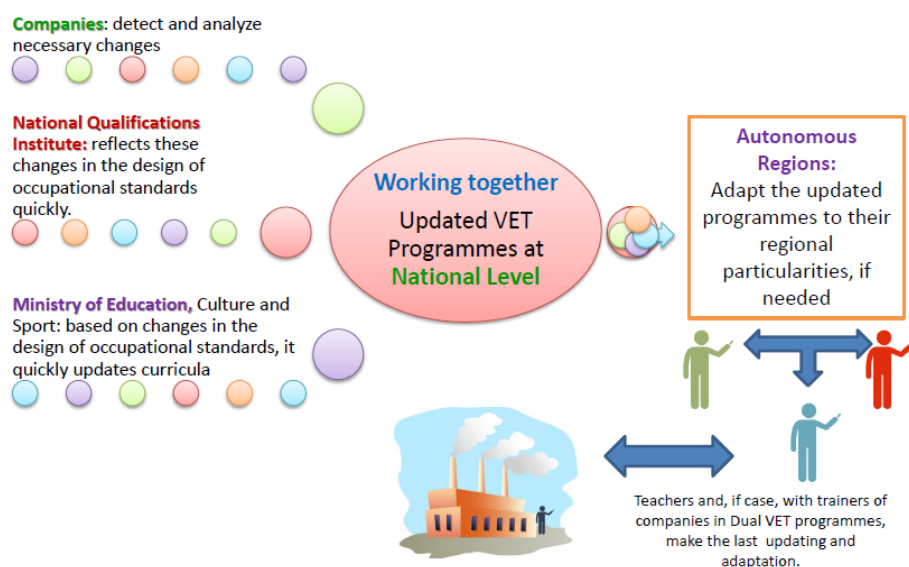 Companies: detect and analyze
necessary changes
National Qualifications
Institute: reflects these
changes in the design of
occupational standards
quickly.
Ministry of Education, Culture and
Sport: based on changes in the
design of occupational standards, it
quickly updates curricula
Working together
Updated VET
Programmes at
National Level
Autonomous
Regions:
Adapt the updated
programmes to their
regional
particularities, if
needed
Teachers and, if case, with trainers of
companies in Dual VET programmes,
make the last updating and
adaptation.